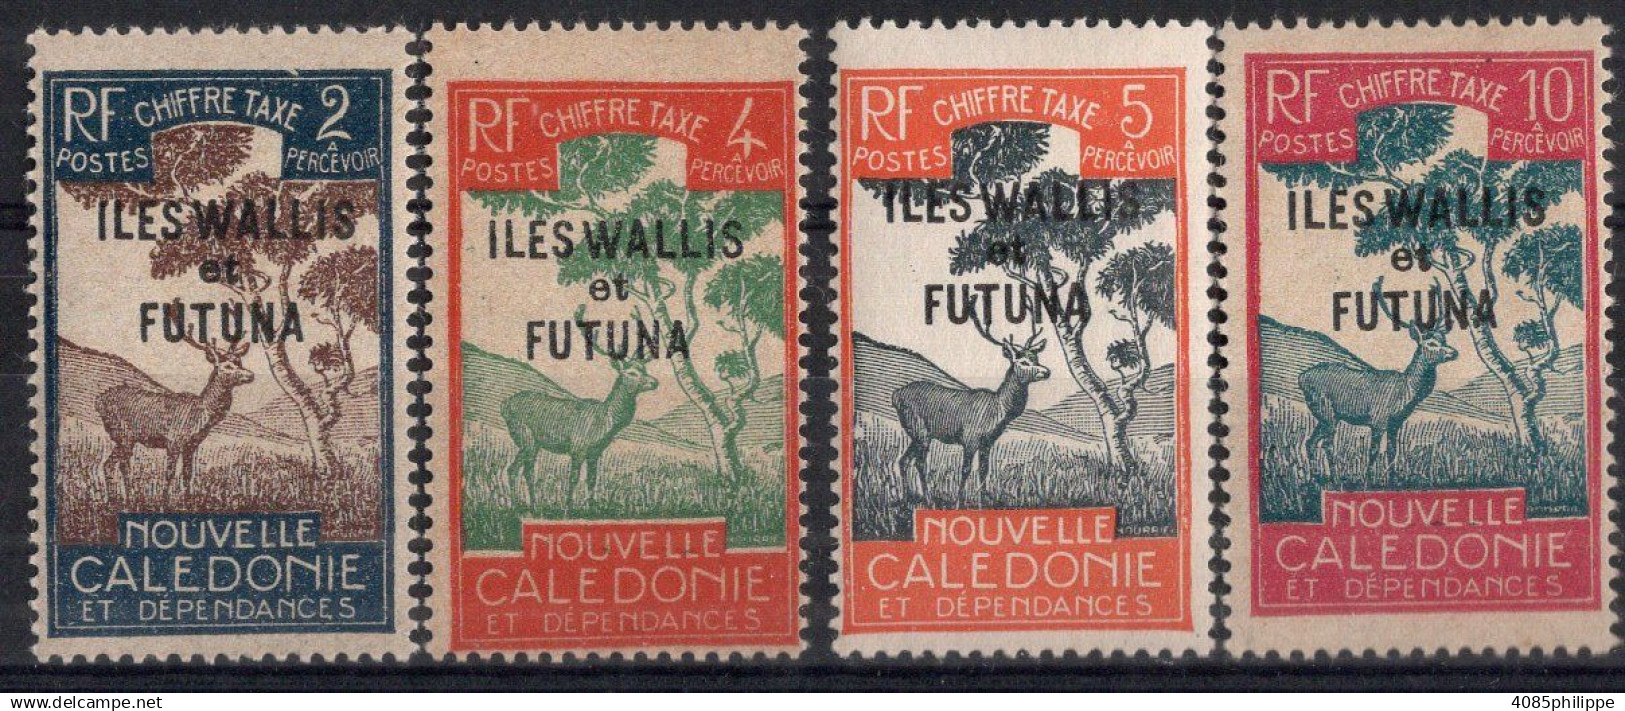 RF CHIFFRE TAXE 2
POSTES À PERCEVOIR
ILES WALLIS
et
FUTUNA
NOUVELLE
CALEDONIE
ET DÉPENDANCES
RF CHIFFRE TAXE 4
POSTES À PERCEVOIR
ILES WALLIS
et
FUTUNA
NOUVELLE
CALEDONIE
ET DÉPENDANCES
RF CHIFFRE TAXE 5
POSTES À PERCEVOIR
ILES WALLIS
et
FUTUNA
NOUVELLE
CALEDONIE
ET DÉPENDANCES
RF CHIFFRE TAXE 10
POSTES À PERCEVOIR
ILES WALLIS
et
FUTUNA
NOUVELLE
CALEDONIE
ET DÉPENDANCES
delcampe.net
4085philippe